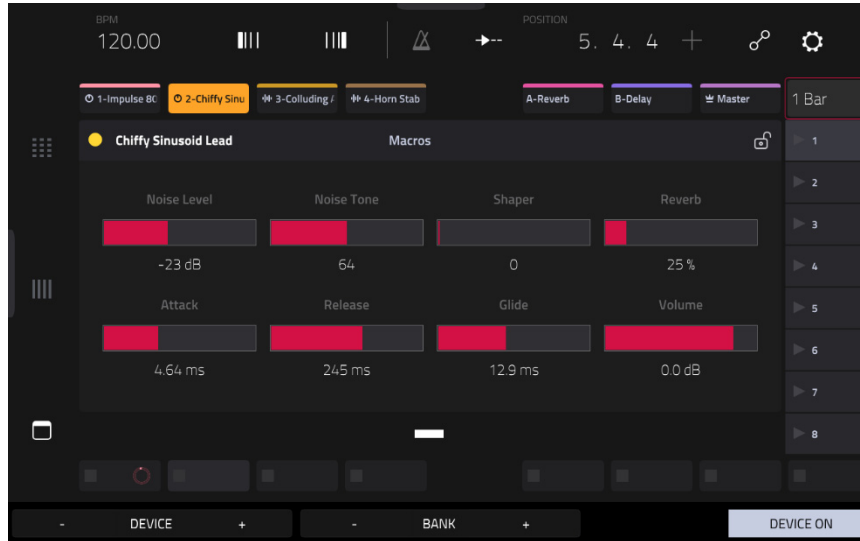 BPM
120.00
POSITION
5. 4. 4
1-Impulse 8
2-Chiffy Sinu
3-Colluding
4-Horn Stab
A-Reverb
B-Delay
Master
1 Bar
Chiffy Sinusoid Lead
Macros
1
2
3
4
5
6
7
8
Noise Level
Noise Tone
Shaper
Reverb
-23 dB
64
0
25 %
Attack
Release
Glide
Volume
4.64 ms
245 ms
12.9 ms
0.0 dB
- DEVICE +
- BANK +
DEVICE ON